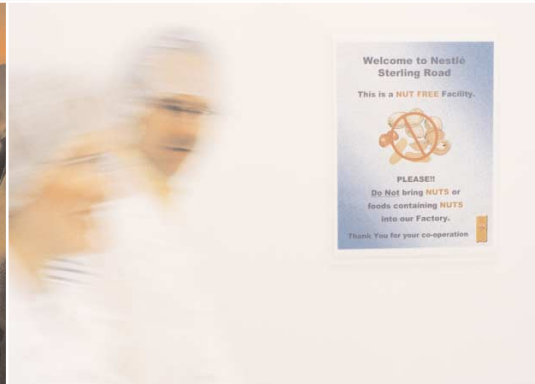 Welcome to Nestlé
Sterling Road
This is a NUT FREE Facility.
PLEASE!!
Do Not bring NUTS or
foods containing NUTS
into our Factory.
Thank You for your co-operation